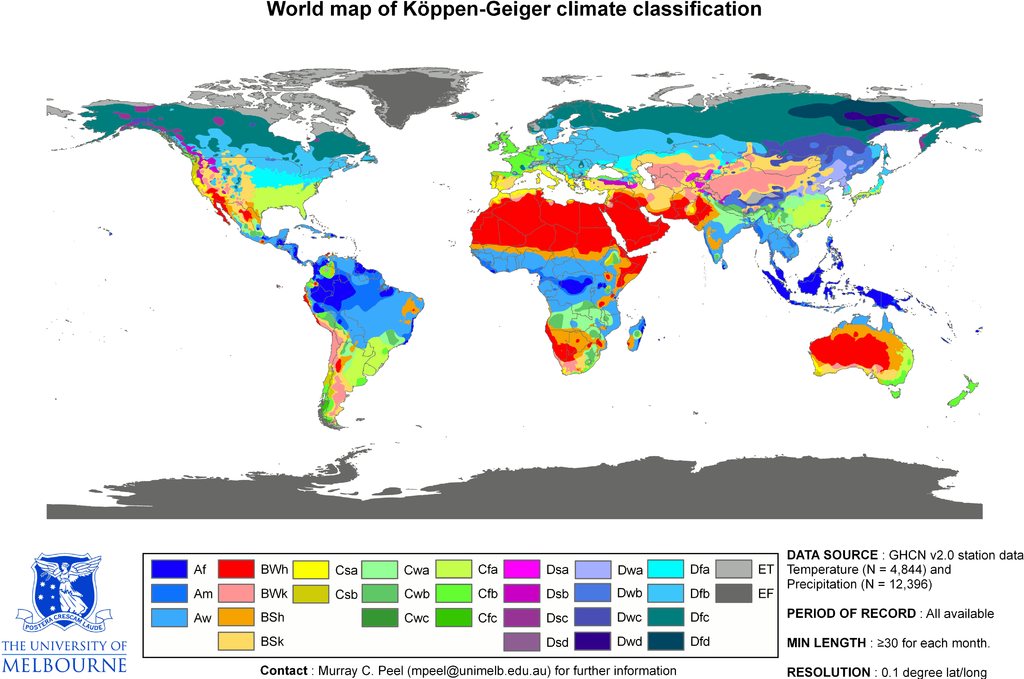 World map of Köppen-Geiger climate classification
POSTERA CRESCAM LAUDE
THE UNIVERSITY OF
MELBOURNE
Af BWh Csa Cwa Cfa Dsa Dwa Dfa ET
Am BWk Csb Cwb Cfb Dsb Dwb Dfb EF
Aw BSh Cwc Cfc Dsc Dwc Dfc
BSk Dsd Dwd Dfd
Contact : Murray C. Peel (mpeel@unimelb.edu.au) for further information
DATA SOURCE : GHCN v2.0 station data
Temperature (N = 4,844) and
Precipitation (N = 12,396)
PERIOD OF RECORD : All available
MIN LENGTH : ≥30 for each month.
RESOLUTION : 0.1 degree lat/long